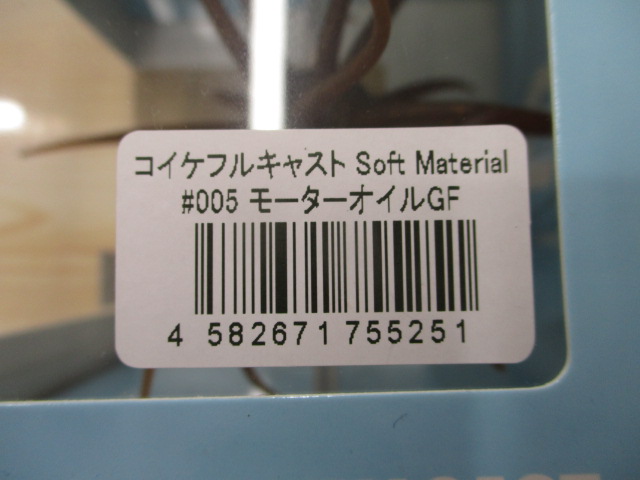 コイケフルキャスト Soft Material
#005 モーターオイルGF
4 582671 755251